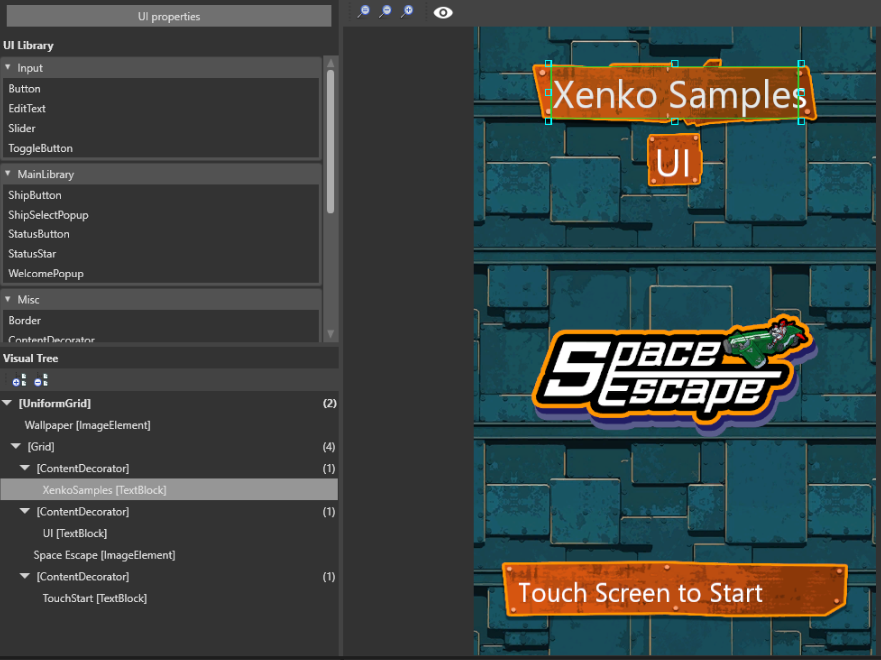 UI properties
UI Library
Input
Button
EditText
Slider
ToggleButton
MainLibrary
ShipButton
ShipSelectPopup
StatusButton
StatusStar
WelcomePopup
Misc
Border
ContentDecorator
Visual Tree
[UniformGrid] (2)
Wallpaper [ImageElement]
[Grid] (4)
[ContentDecorator] (1)
XenkoSamples [TextBlock]
[ContentDecorator] (1)
UI [TextBlock]
Space Escape [ImageElement]
[ContentDecorator] (1)
TouchStart [TextBlock]
Xenko Samples
UI
Space
Escape
Touch Screen to Start